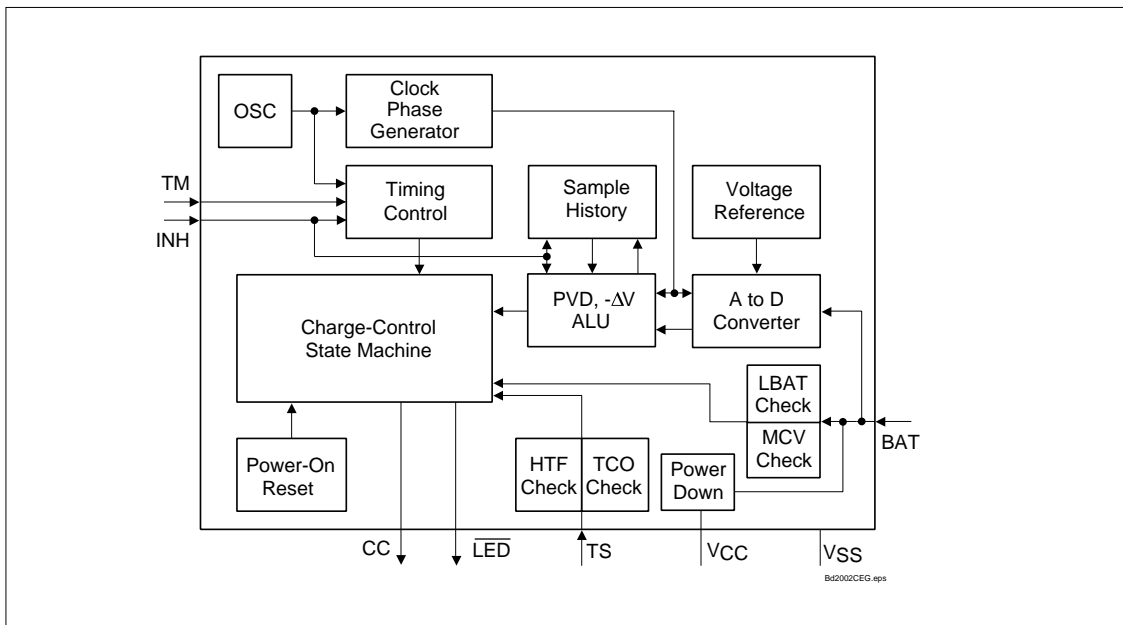 OSC
Clock
Phase
Generator
TM
INH
Timing
Control
Sample
History
Voltage
Reference
Charge-Control
State Machine
PVD, -ΔV
ALU
A to D
Converter
LBAT
Check
MCV
Check
BAT
Power-On
Reset
HTF
Check
TCO
Check
Power
Down
CC
LED
TS
VCC
VSS
Bd2002CEG.eps